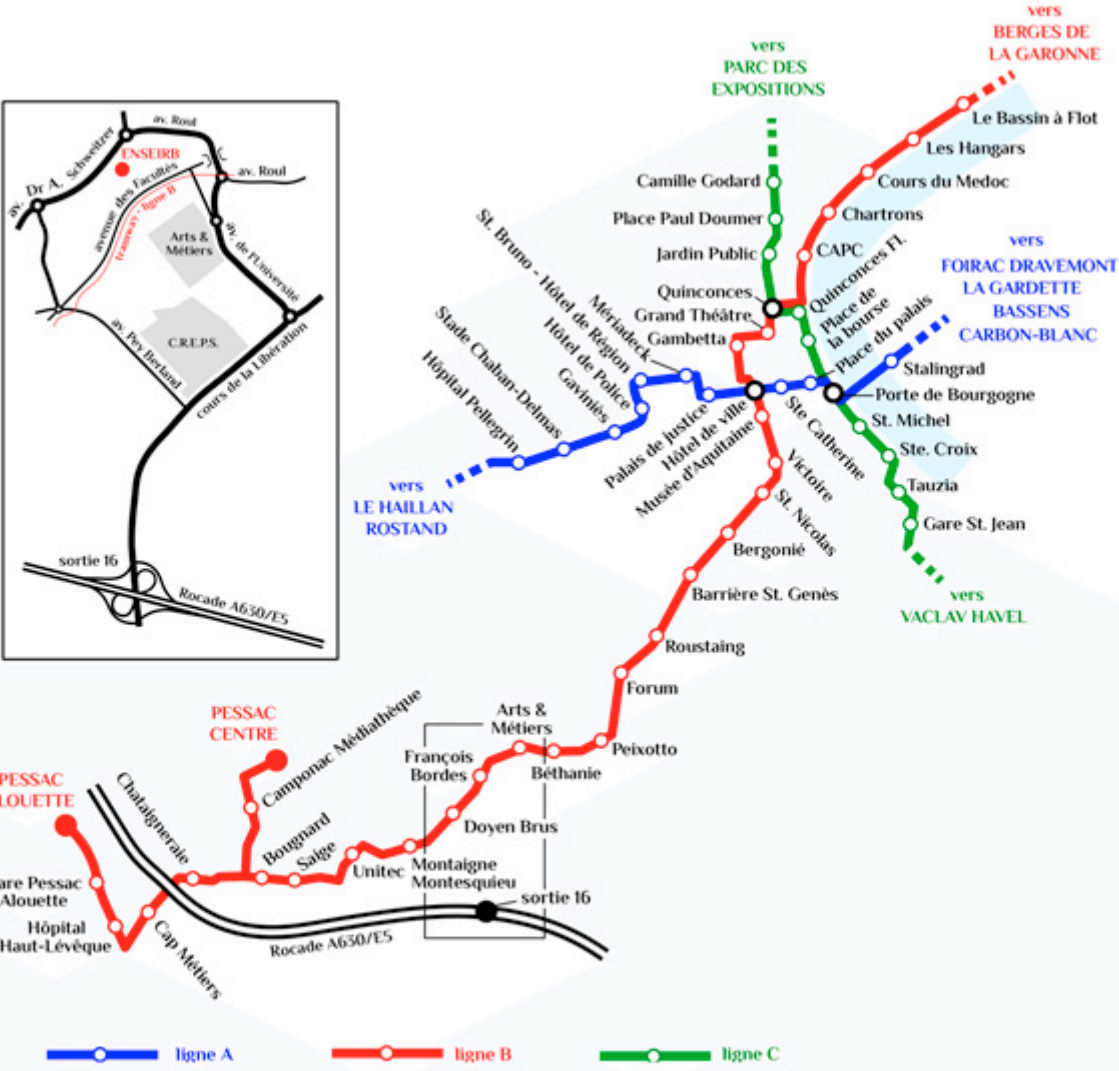 vers
BERGES DE
LA GARONNE
vers
PARC DES
EXPOSITIONS
Le Bassin à Flot
Les Hangars
Cours du Medoc
Chartrons
CAPC
Camille Godard
Place Paul Doumer
Jardin Public
Quinconces
Grand Théâtre
Gambetta
Quinconces Fl.
Place de
la bourse
Place du palais
vers
FOIRAC DRAVEMONT
LA GARDETTE
BASSENS
CARBON-BLANC
Stalingrad
Porte de Bourgogne
St. Michel
Ste. Croix
Tauzia
Gare St. Jean
vers
VACLAV HAVEL
St. Bruno - Hôtel de Région
Mériadeck
Hôtel de Police
Gaviniès
Stade Chaban-Delmas
Hôpital Pellegrin
vers
LE HAILLAN
ROSTAND
Palais de justice
Hôtel de ville
Musée d'Aquitaine
Ste Catherine
Victoire
St. Nicolas
Bergonié
Barrière St. Genès
Roustaing
Forum
Peixotto
Béthanie
Arts &
Métiers
François
Bordes
Doyen Brus
Montaigne
Montesquieu
Unitec
Saige
Bougnard
Camponac Médiathèque
PESSAC
CENTRE
Chataigneraie
PESSAC
LOUETTE
are Pessac
Alouette
Hôpital
Haut-Lévêque
Cap Métiers
Rocade A630/E5
sortie 16
av. Roul
av. Dr A. Schweitzer
ENSEIRB
avenue des Facultés
tramway - ligne B
av. Roul
Arts &
Métiers
av. de l'Université
C.R.E.P.S.
av. Pey Berland
cours de la Libération
sortie 16
Rocade A630/E5
ligne A
ligne B
ligne C